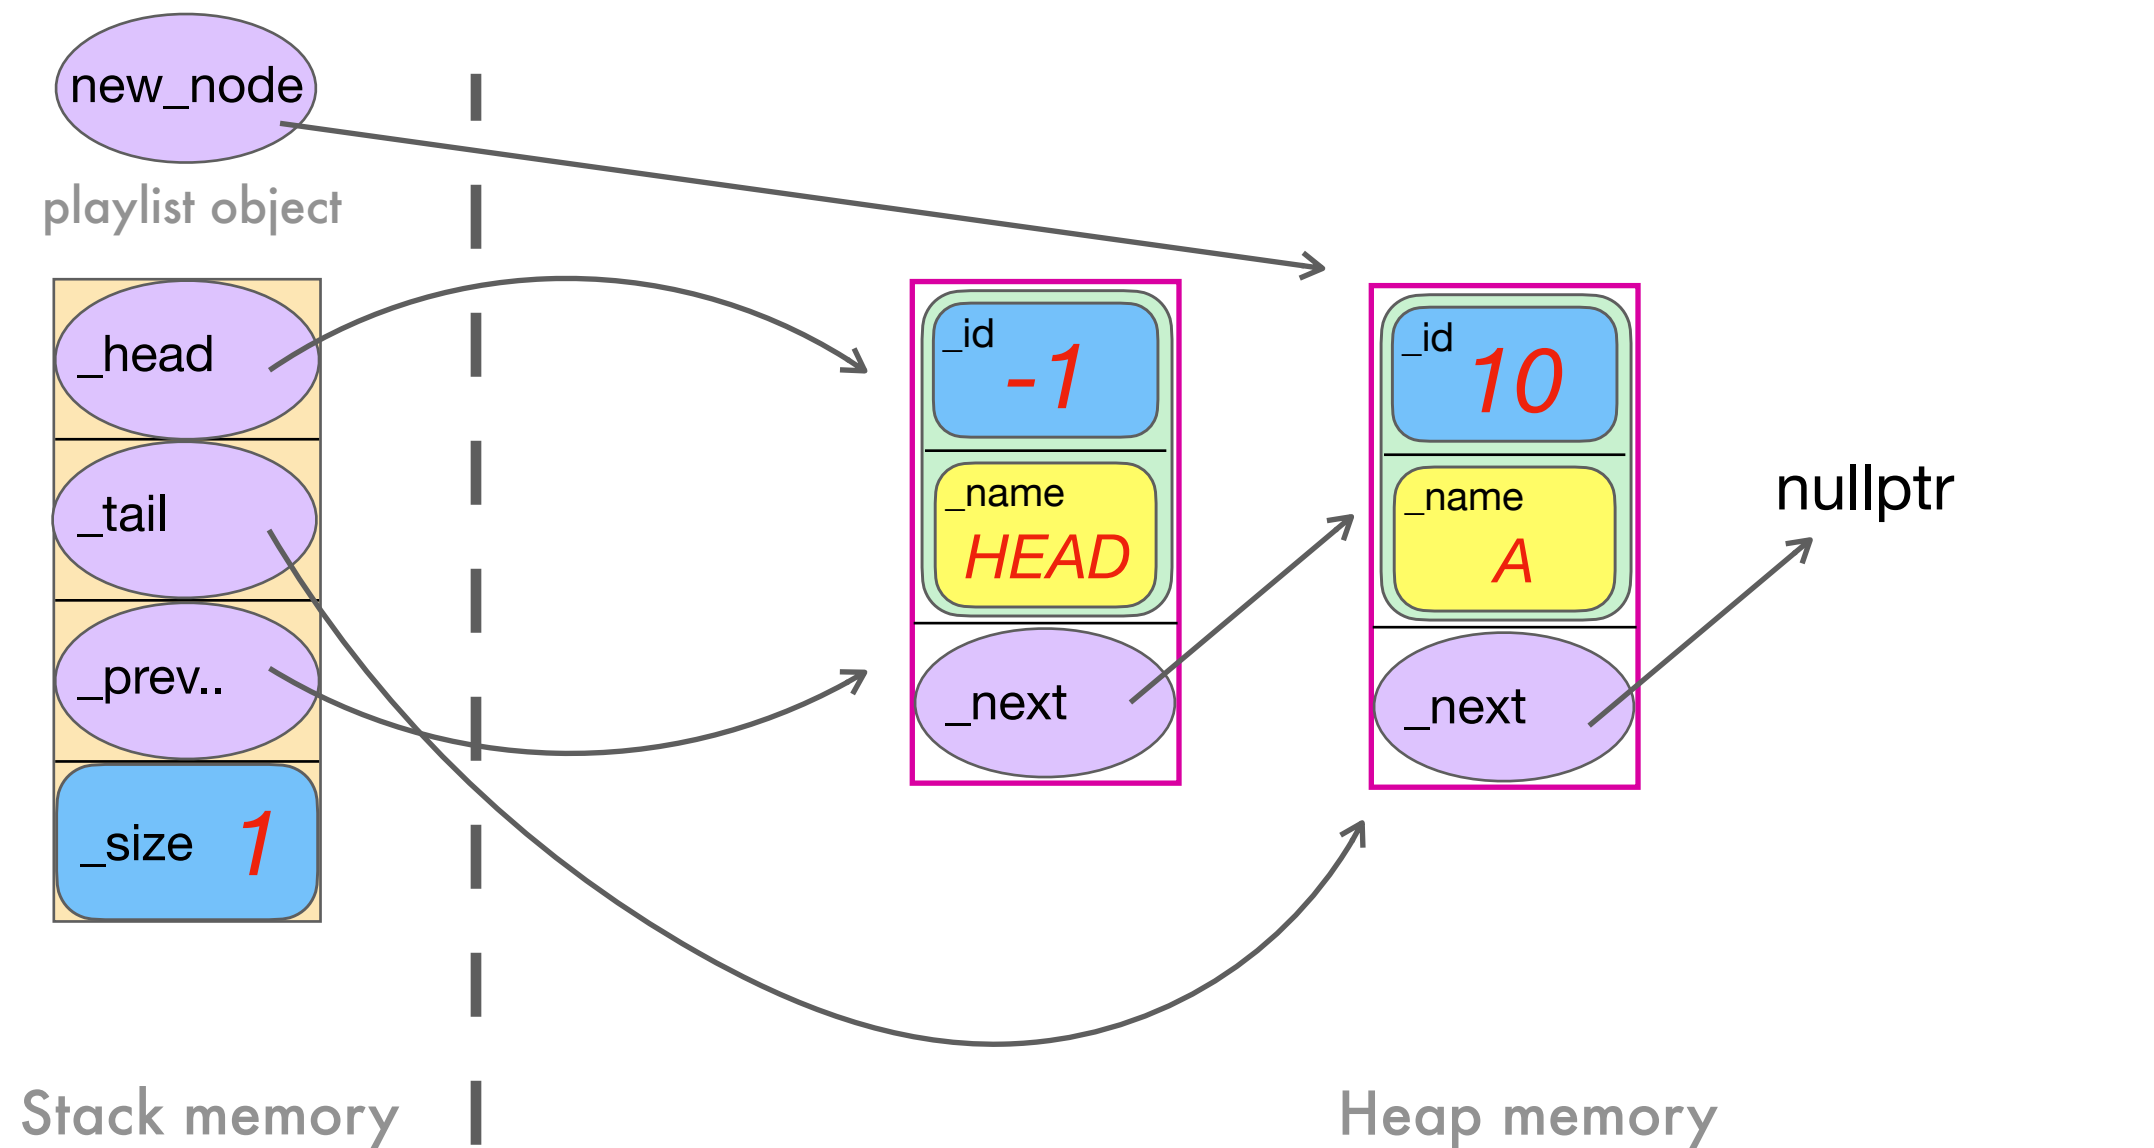 new_node
playlist object
_head
_tail
_prev..
_size 1
_id
-1
_name
HEAD
_next
_id
10
_name
A
_next
nullptr
Stack memory
Heap memory